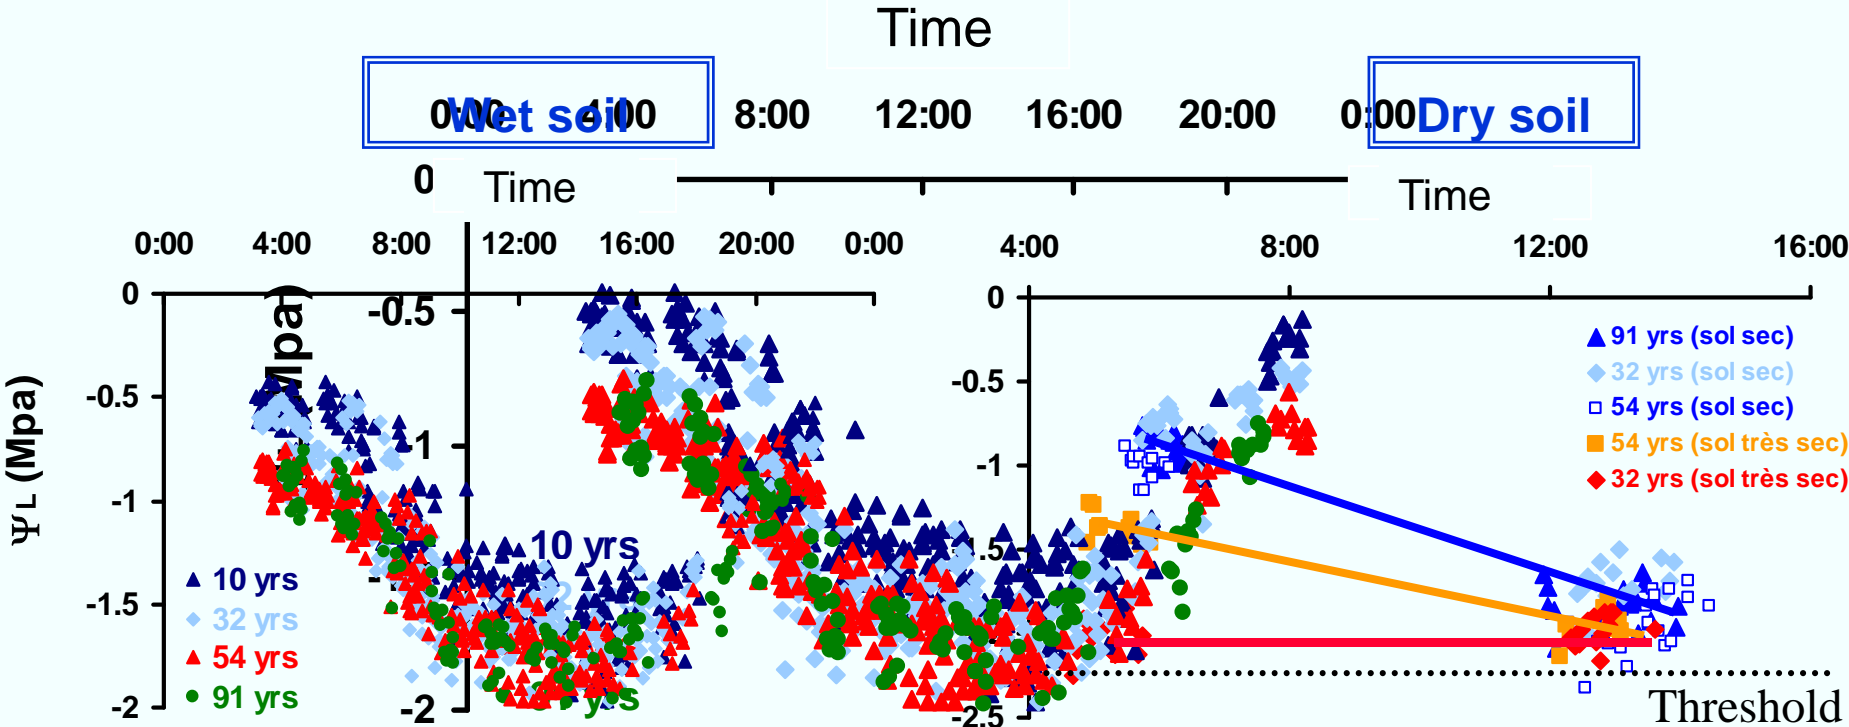 Time
Wet soil
Dry soil
0:00 4:00 8:00 12:00 16:00 20:00 0:00
0
Time
Time
0:00 4:00 8:00 12:00 16:00 20:00 0:00
4:00 8:00 12:00 16:00
0
-0.5
-1
-1.5
-2
ΨL (Mpa)
Mpa)
-0.5
1
-2
10 yrs
yrs
10 yrs
32 yrs
54 yrs
91 yrs
0
-0.5
-1
-2.5
91 yrs (sol sec)
32 yrs (sol sec)
54 yrs (sol sec)
54 yrs (sol très sec)
32 yrs (sol très sec)
Threshold